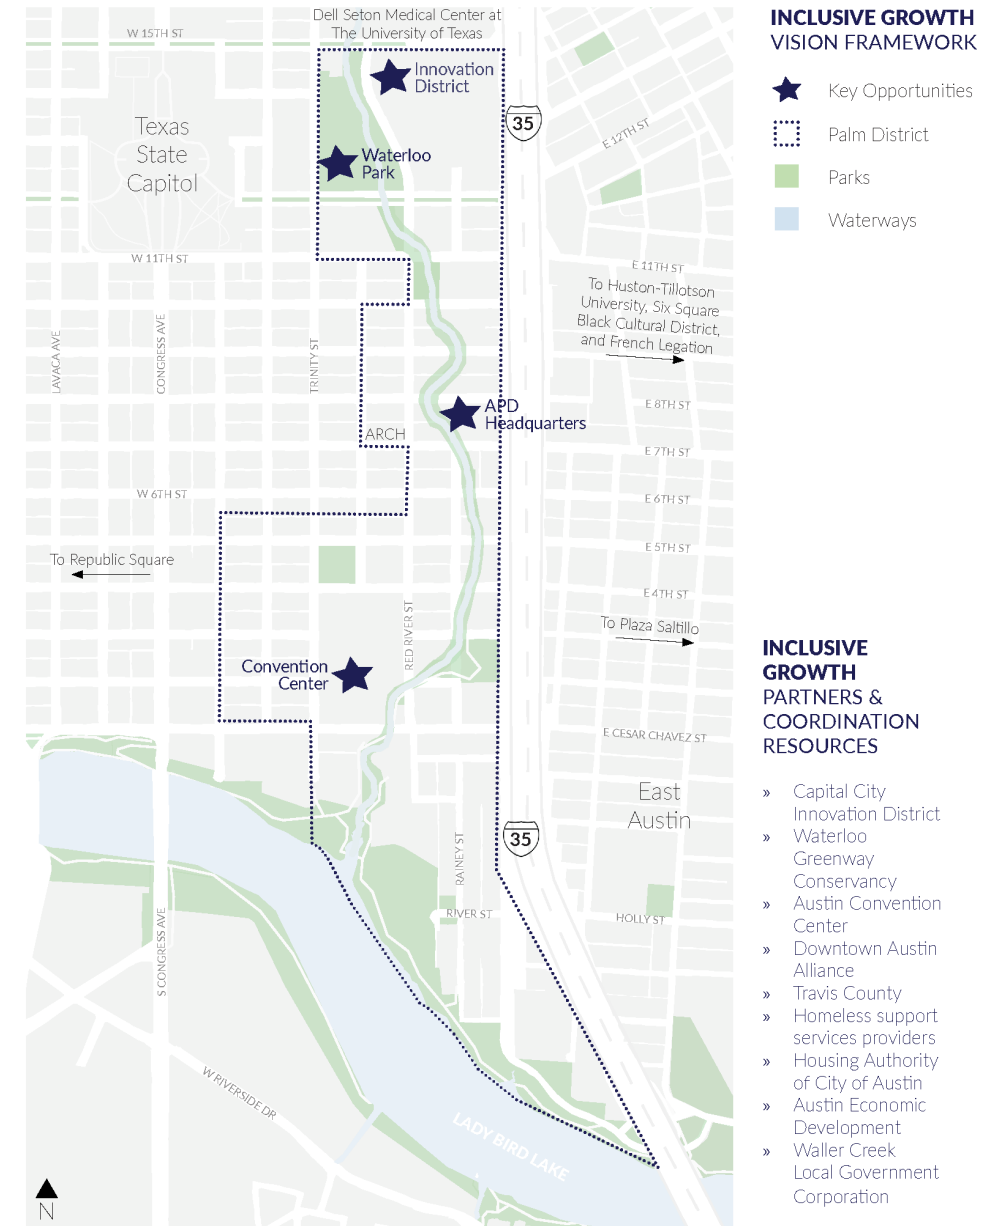 Dell Seton Medical Center at
The University of Texas
W 15TH ST
Innovation
District
35
E 12TH ST
Texas
State
Capitol
Waterloo
Park
W 11TH ST
E 11TH ST
To Huston-Tillotson
University, Six Square
Black Cultural District,
and French Legation
LAVACA AVE
CONGRESS AVE
TRINITY ST
APD
Headquarters
E 8TH ST
ARCH
E 7TH ST
W 6TH ST
E 6TH ST
E 5TH ST
To Republic Square
E 4TH ST
RED RIVER ST
To Plaza Saltillo
Convention
Center
E CESAR CHAVEZ ST
East
Austin
35
RAINEY ST
RIVER ST
HOLLY ST
S CONGRESS AVE
W RIVERSIDE DR
LADY BIRD LAKE
N
INCLUSIVE GROWTH
VISION FRAMEWORK
Key Opportunities
Palm District
Parks
Waterways
INCLUSIVE
GROWTH
PARTNERS &
COORDINATION
RESOURCES
» Capital City
Innovation District
» Waterloo
Greenway
Conservancy
» Austin Convention
Center
» Downtown Austin
Alliance
» Travis County
» Homeless support
services providers
» Housing Authority
of City of Austin
» Austin Economic
Development
» Waller Creek
Local Government
Corporation